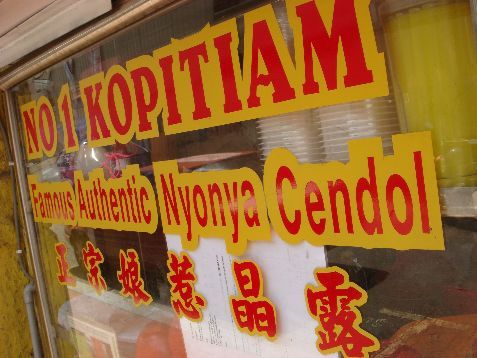 NO 1 KOPITIAM
Famous Authentic Nyonya Cendol
正宗娘惹晶露